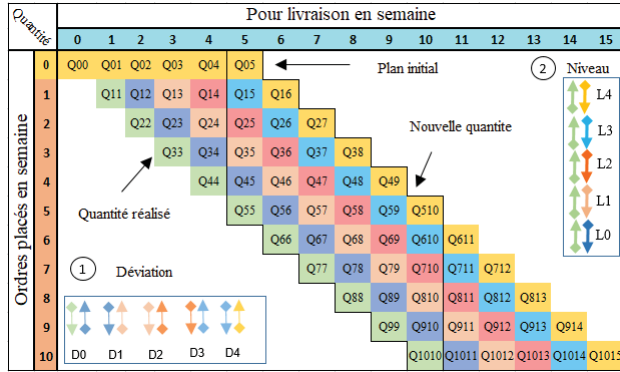 Quantité
Pour livraison en semaine
0 1 2 3 4 5 6 7 8 9 10 11 12 13 14 15
Ordres placés en semaine
0 Q00 Q01 Q02 Q03 Q04 Q05
Plan initial
2 Niveau
1 Q11 Q12 Q13 Q14 Q15 Q16
L4
2 Q22 Q23 Q24 Q25 Q26 Q27
Nouvelle quantite
L3
3 Q33 Q34 Q35 Q36 Q37 Q38
L2
4 Q44 Q45 Q46 Q47 Q48 Q49
L1
Quantité réalisé
5 Q55 Q56 Q57 Q58 Q59 Q510
L0
6 Q66 Q67 Q68 Q69 Q610 Q611
1 Déviation
7 Q77 Q78 Q79 Q710 Q711 Q712
8 Q88 Q89 Q810 Q811 Q812 Q813
9 Q99 Q910 Q911 Q912 Q913 Q914
D0 D1 D2 D3 D4
10 Q1010 Q1011 Q1012 Q1013 Q1014 Q1015